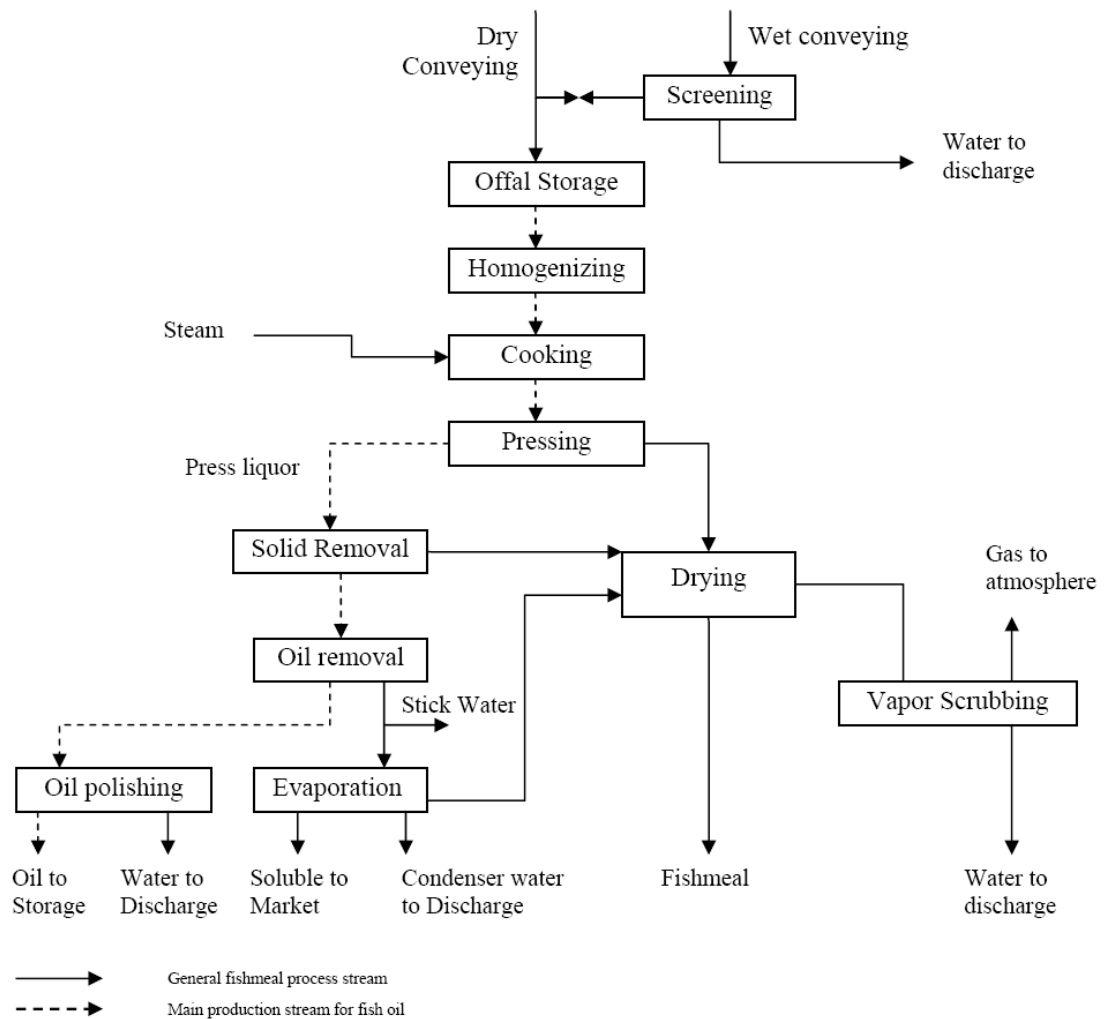 Dry
Conveying
Wet conveying
Screening
Water to
discharge
Offal Storage
Homogenizing
Steam
Cooking
Pressing
Press liquor
Solid Removal
Drying
Gas to
atmosphere
Oil removal
Stick Water
Vapor Scrubbing
Oil polishing
Evaporation
Oil to
Storage
Water to
Discharge
Soluble to
Market
Condenser water
to Discharge
Fishmeal
Water to
discharge
General fishmeal process stream
Main production stream for fish oil